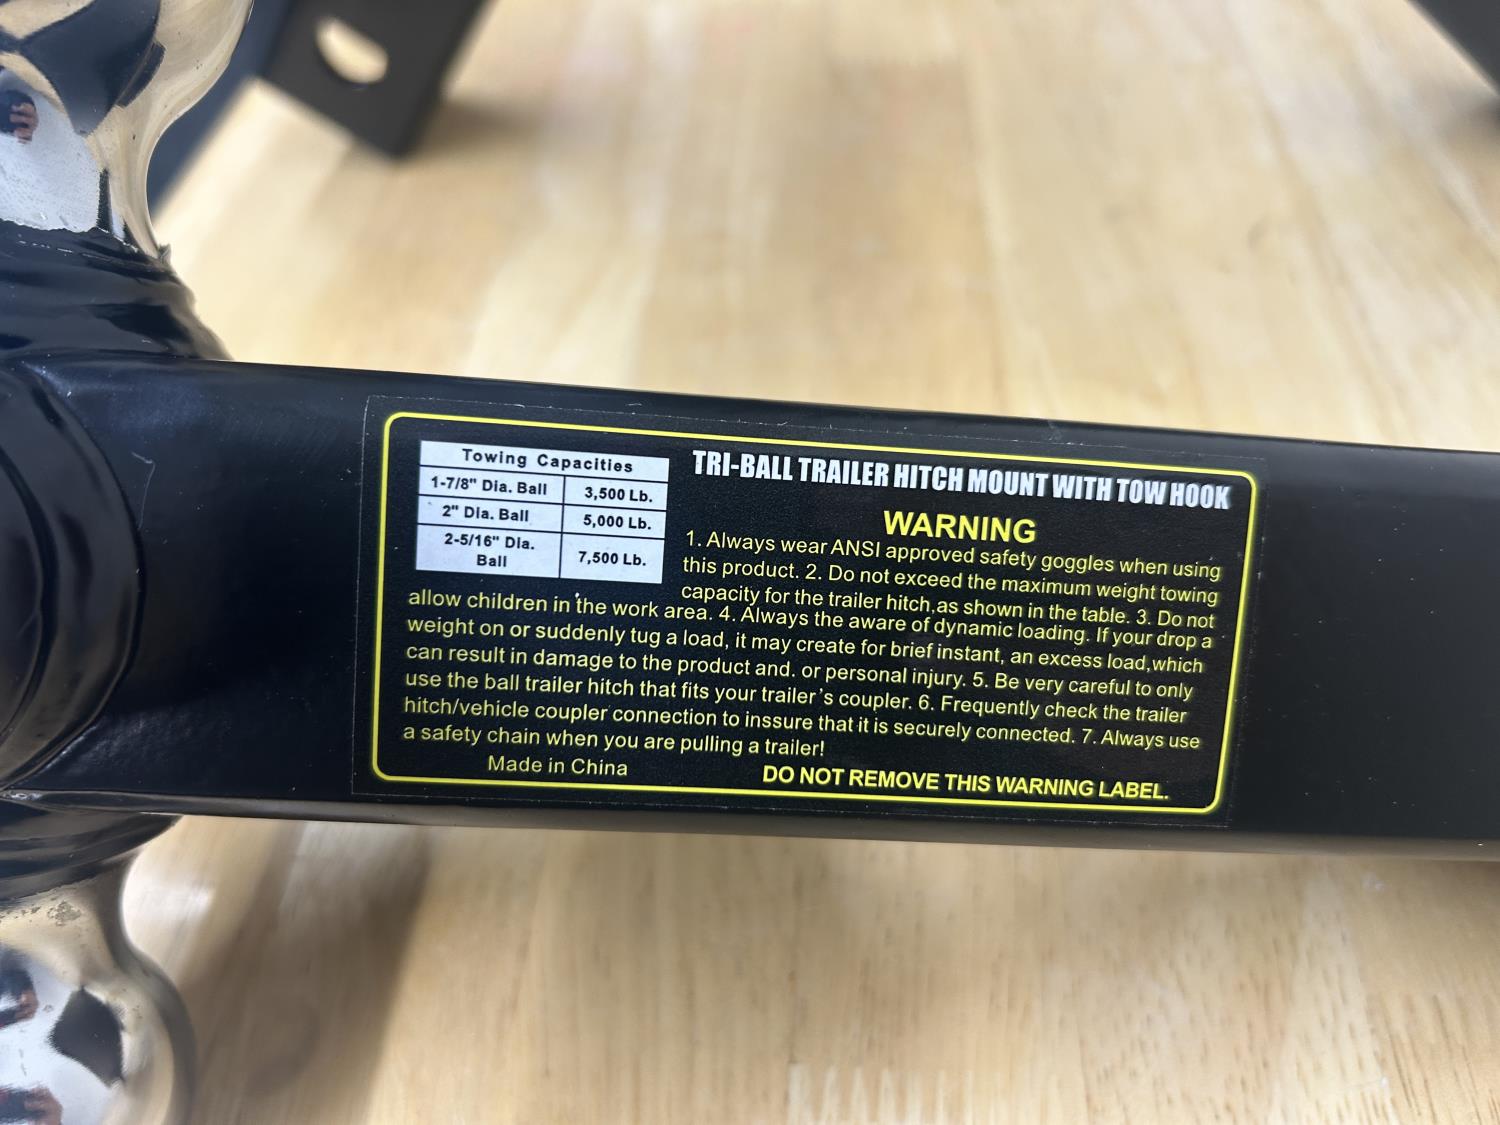 Towing Capacities
1-7/8" Dia. Ball 3,500 Lb.
2" Dia. Ball 5,000 Lb.
2-5/16" Dia. Ball 7,500 Lb.
TRI-BALL TRAILER HITCH MOUNT WITH TOW HOOK
WARNING
1. Always wear ANSI approved safety goggles when using
this product. 2. Do not exceed the maximum weight towing
capacity for the trailer hitch,as shown in the table. 3. Do not
allow children in the work area. 4. Always the aware of dynamic loading. If your drop a
weight on or suddenly tug a load, it may create for brief instant, an excess load,which
can result in damage to the product and. or personal injury. 5. Be very careful to only
use the ball trailer hitch that fits your trailer's coupler. 6. Frequently check the trailer
hitch/vehicle coupler connection to inssure that it is securely connected. 7. Always use
a safety chain when you are pulling a trailer!
Made in China
DO NOT REMOVE THIS WARNING LABEL.